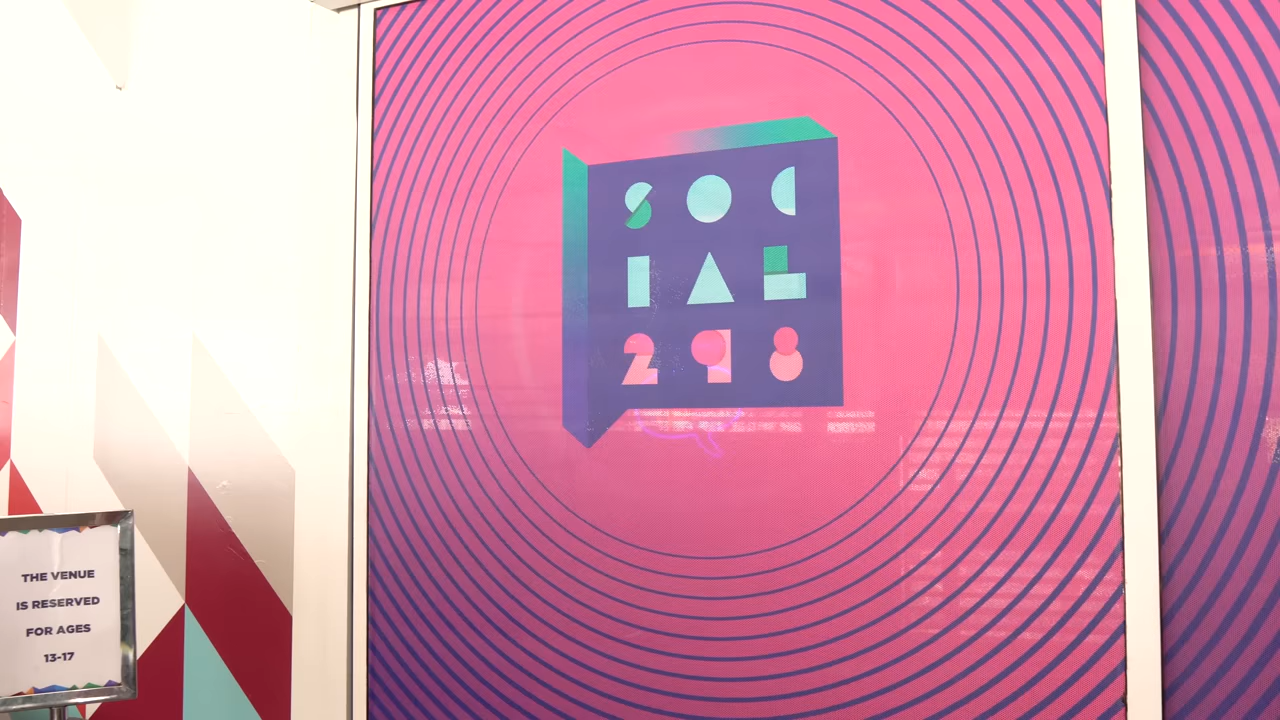 SOC
IAL
298
THE VENUE
IS RESERVED
FOR AGES
13-17